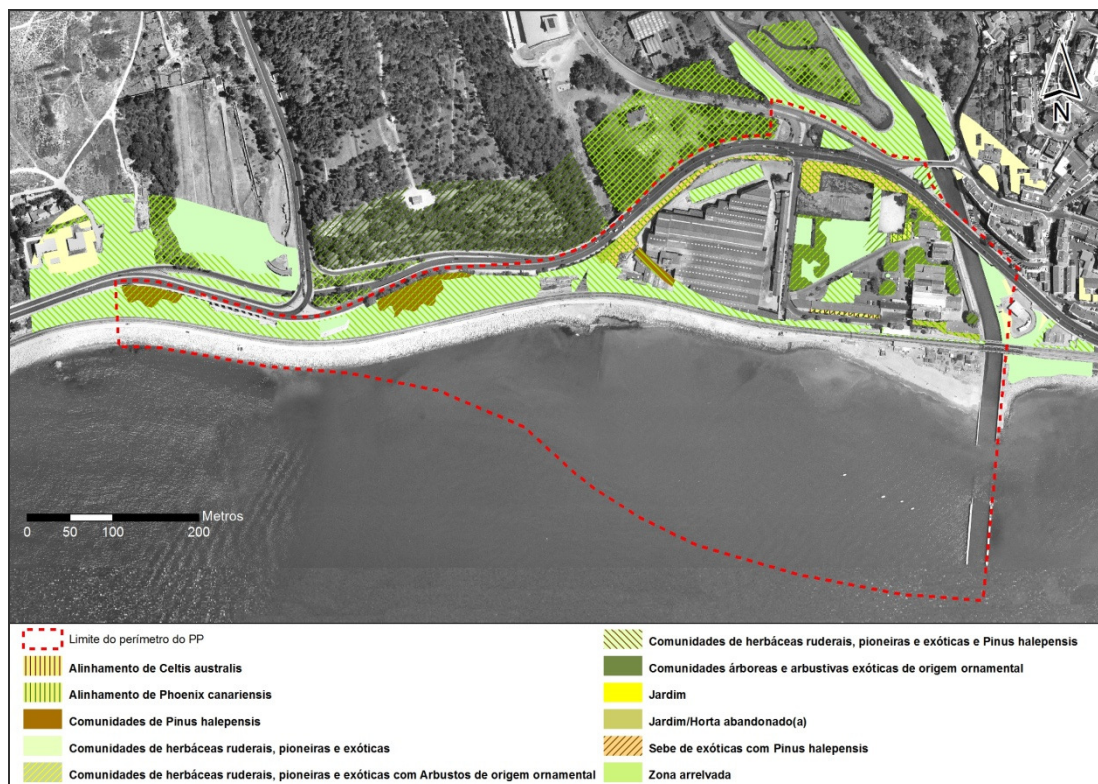 N
Metros
0 50 100 200
Limite do perímetro do PP
Alinhamento de Celtis australis
Alinhamento de Phoenix canariensis
Comunidades de Pinus halepensis
Comunidades de herbáceas ruderais, pioneiras e exóticas
Comunidades de herbáceas ruderais, pioneiras e exóticas com Arbustos de origem ornamental
Comunidades de herbáceas ruderais, pioneiras e exóticas e Pinus halepensis
Comunidades árboreas e arbustivas exóticas de origem ornamental
Jardim
Jardim/Horta abandonado(a)
Sebe de exóticas com Pinus halepensis
Zona arrelvada